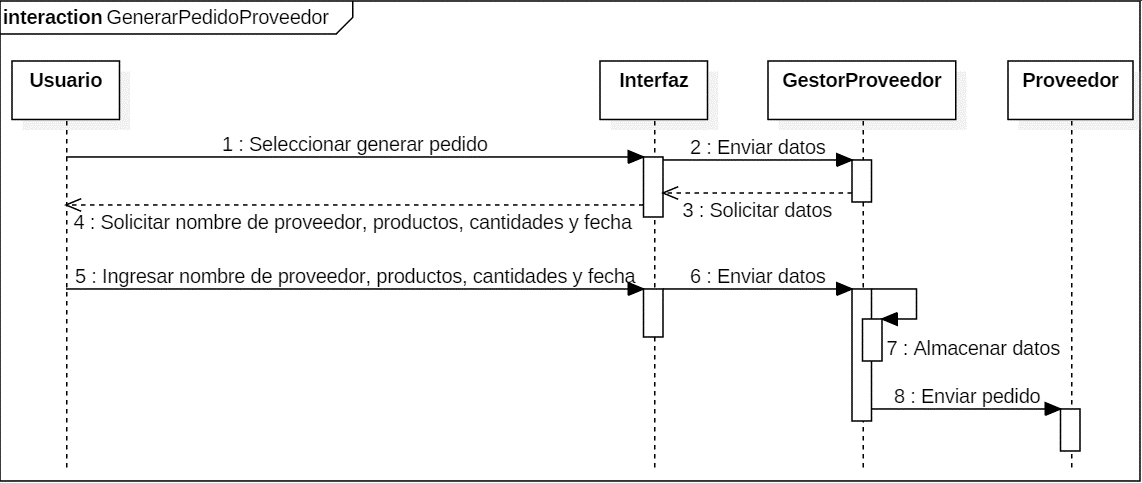 interaction GenerarPedidoProveedor
Usuario
Interfaz
GestorProveedor
Proveedor
1 : Seleccionar generar pedido
2 : Enviar datos
3 : Solicitar datos
4 : Solicitar nombre de proveedor, productos, cantidades y fecha
5 : Ingresar nombre de proveedor, productos, cantidades y fecha
6 : Enviar datos
7 : Almacenar datos
8 : Enviar pedido